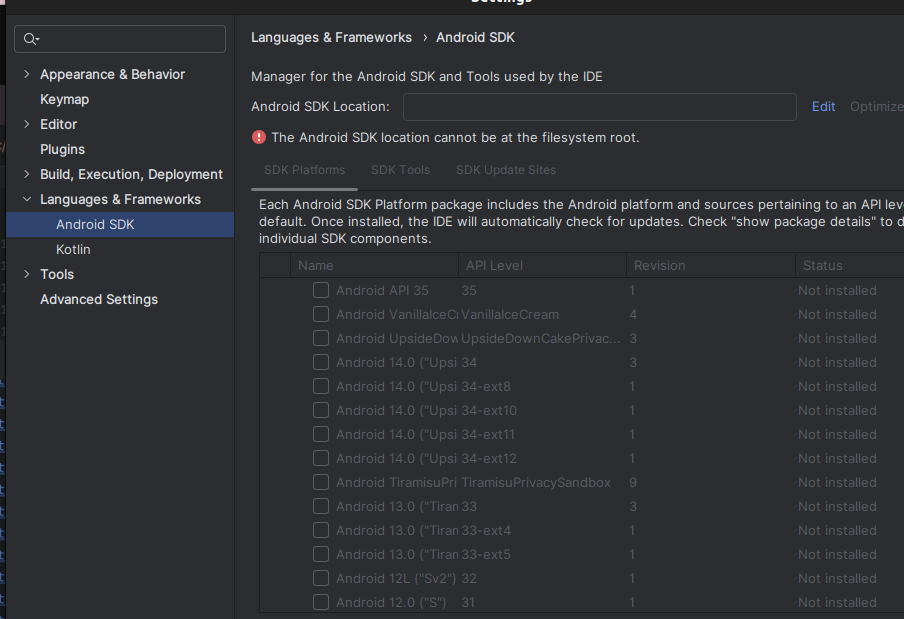 Settings
Languages & Frameworks › Android SDK
Appearance & Behavior
Keymap
Editor
Plugins
Build, Execution, Deployment
Languages & Frameworks
Android SDK
Kotlin
Tools
Advanced Settings
Manager for the Android SDK and Tools used by the IDE
Android SDK Location: Edit Optimize
The Android SDK location cannot be at the filesystem root.
SDK Platforms SDK Tools SDK Update Sites
Each Android SDK Platform package includes the Android platform and sources pertaining to an API leve
default. Once installed, the IDE will automatically check for updates. Check "show package details" to d
individual SDK components.
Name API Level Revision Status
Android API 35 35 1 Not installed
Android VanillaIceCr VanillaIceCream 4 Not installed
Android UpsideDow UpsideDownCakePrivac... 3 Not installed
Android 14.0 ("Upsi 34 3 Not installed
Android 14.0 ("Upsi 34-ext8 1 Not installed
Android 14.0 ("Upsi 34-ext10 1 Not installed
Android 14.0 ("Upsi 34-ext11 1 Not installed
Android 14.0 ("Upsi 34-ext12 1 Not installed
Android TiramisuPri TiramisuPrivacySandbox 9 Not installed
Android 13.0 ("Tiram 33 3 Not installed
Android 13.0 ("Tiram 33-ext4 1 Not installed
Android 13.0 ("Tiram 33-ext5 1 Not installed
Android 12L ("Sv2") 32 1 Not installed
Android 12.0 ("S") 31 1 Not installed